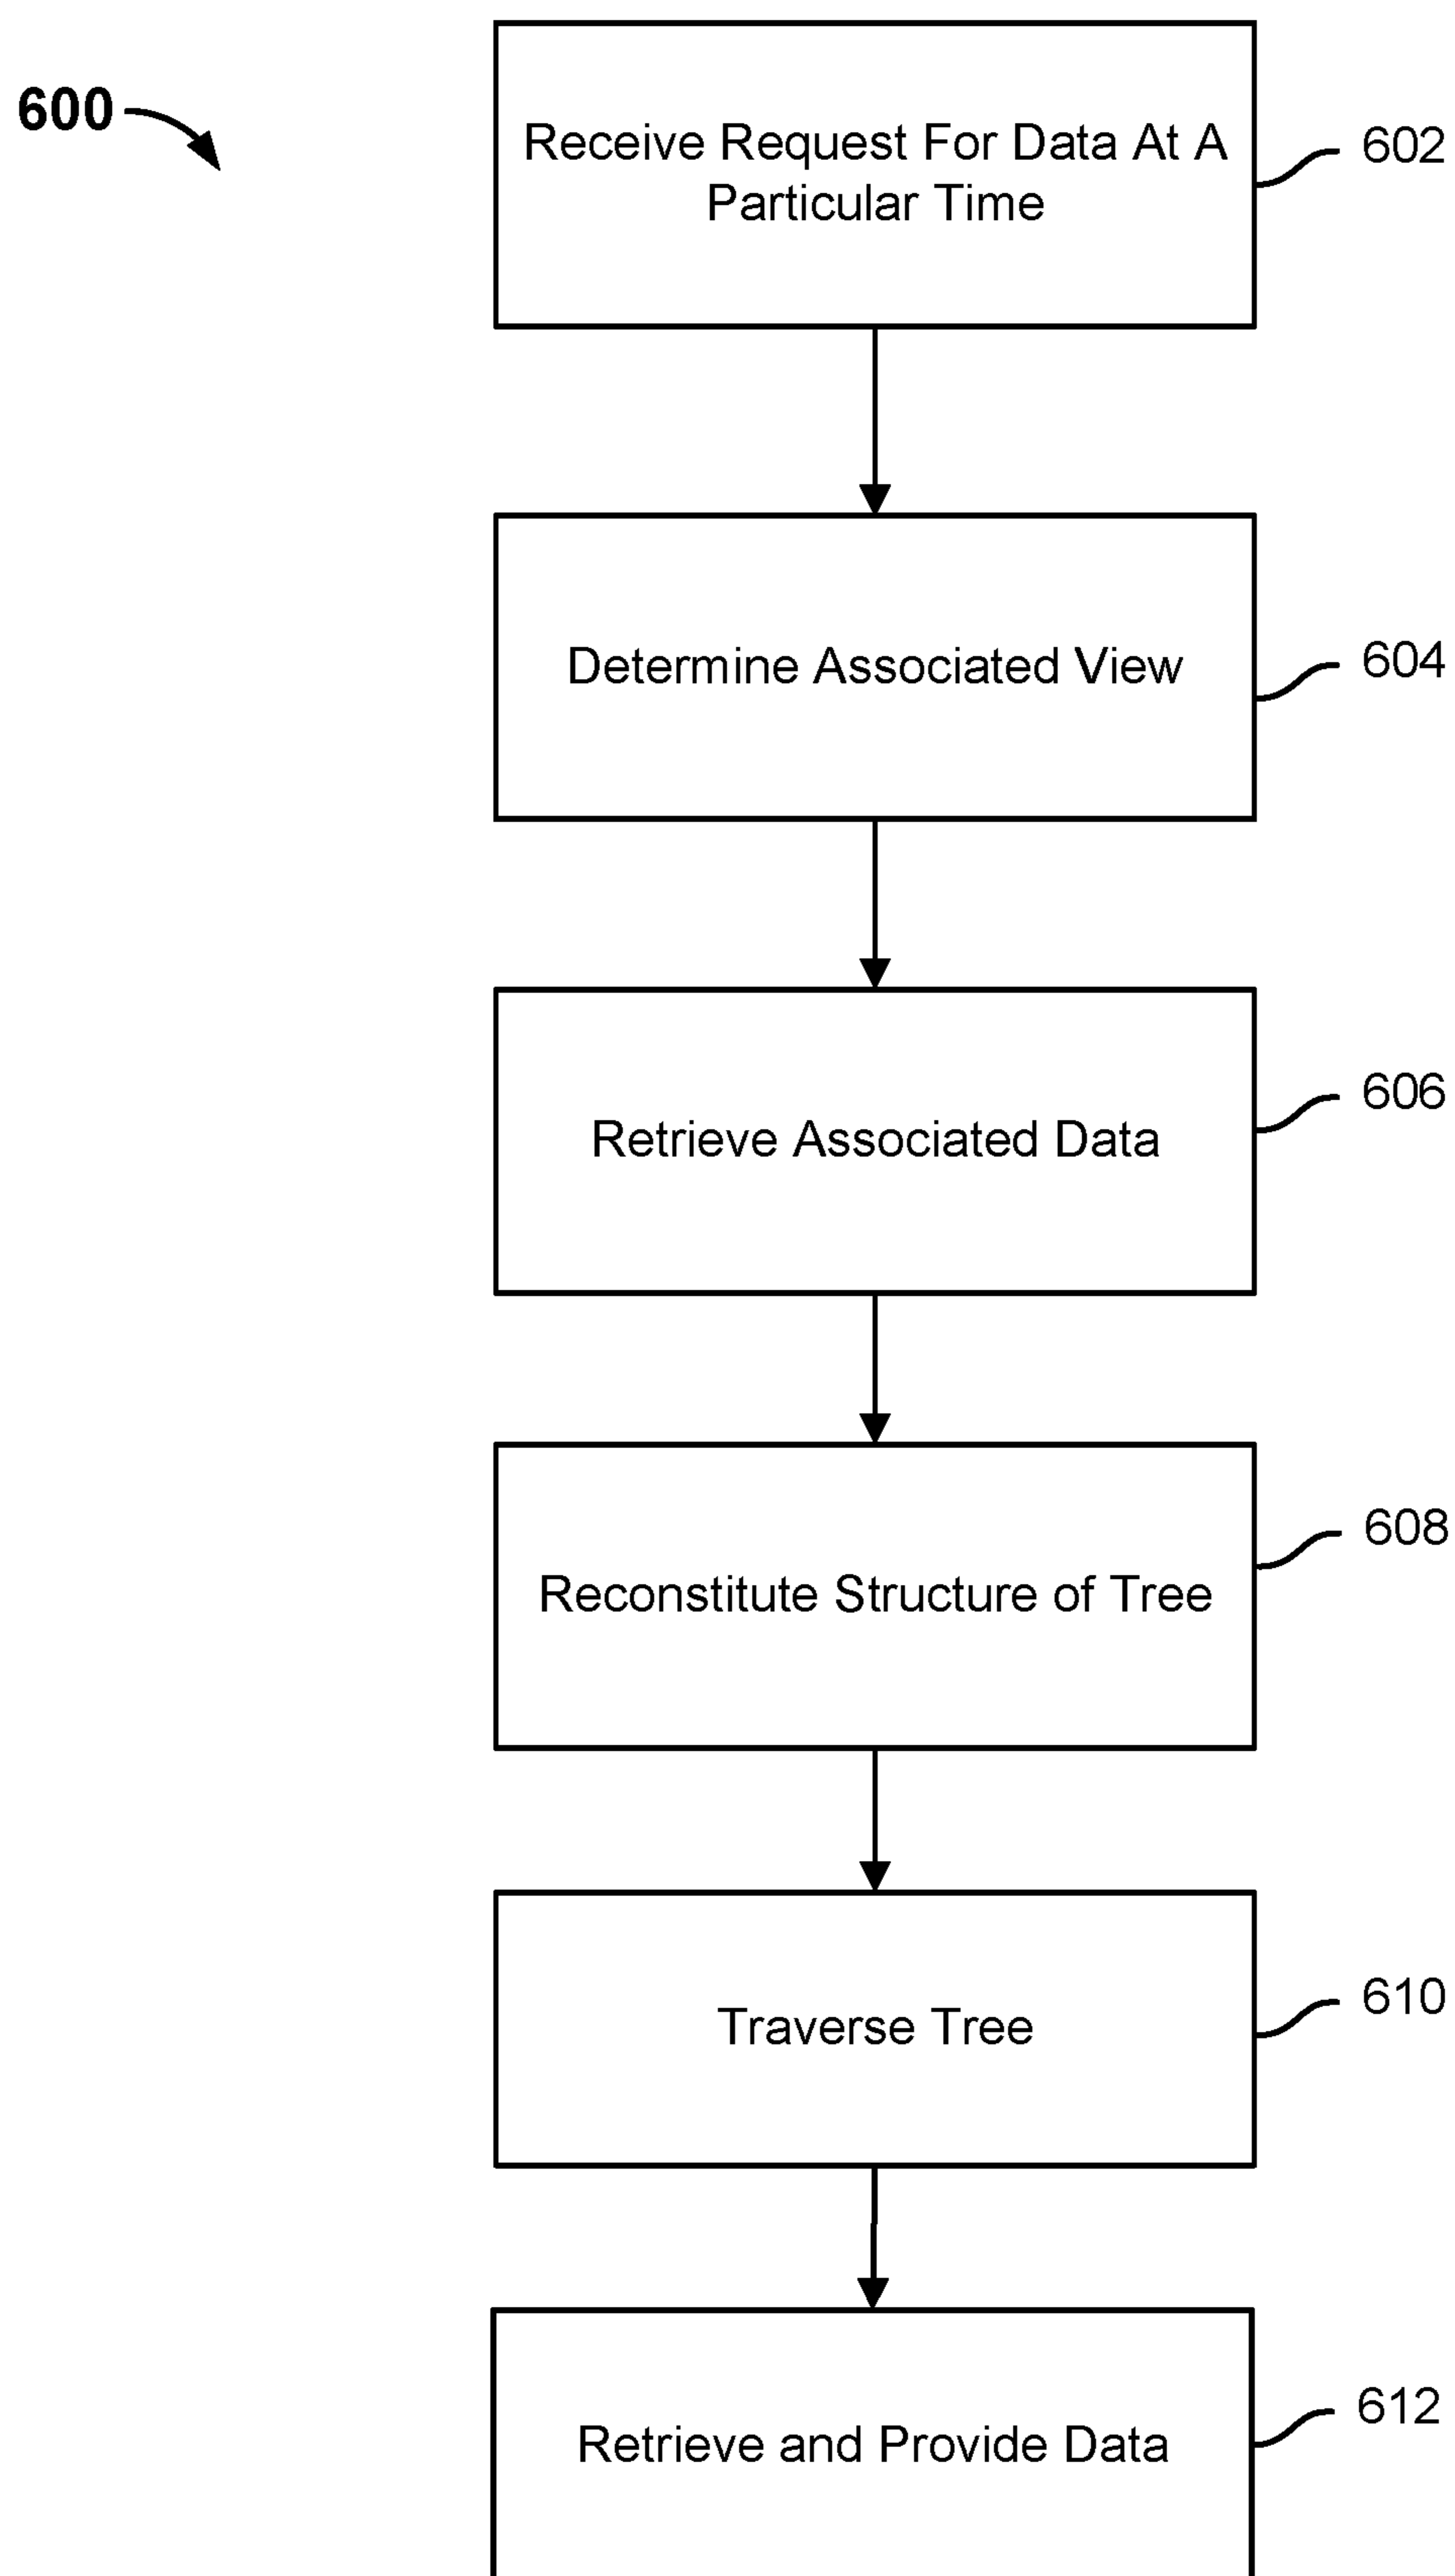 600
Receive Request For Data At A
Particular Time
602
Determine Associated View
604
Retrieve Associated Data
606
Reconstitute Structure of Tree
608
Traverse Tree
610
Retrieve and Provide Data
612